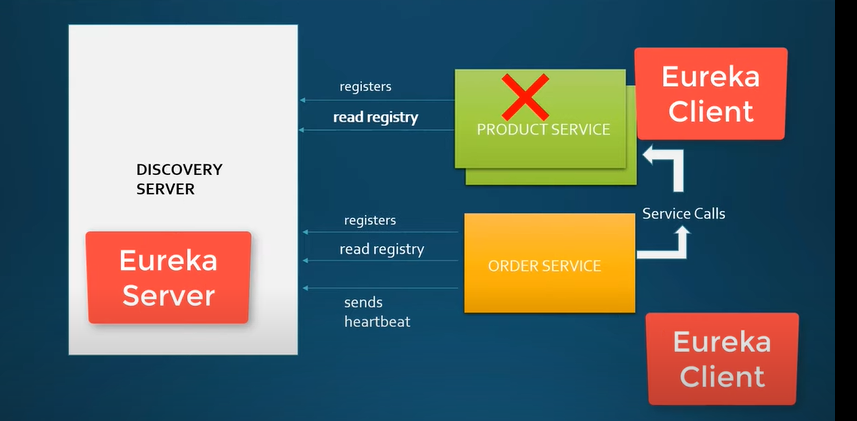 registers
read registry
PRODUCT SERVICE
Eureka
Client
DISCOVERY
SERVER
Eureka
Server
registers
read registry
sends
heartbeat
ORDER SERVICE
Service Calls
Eureka
Client